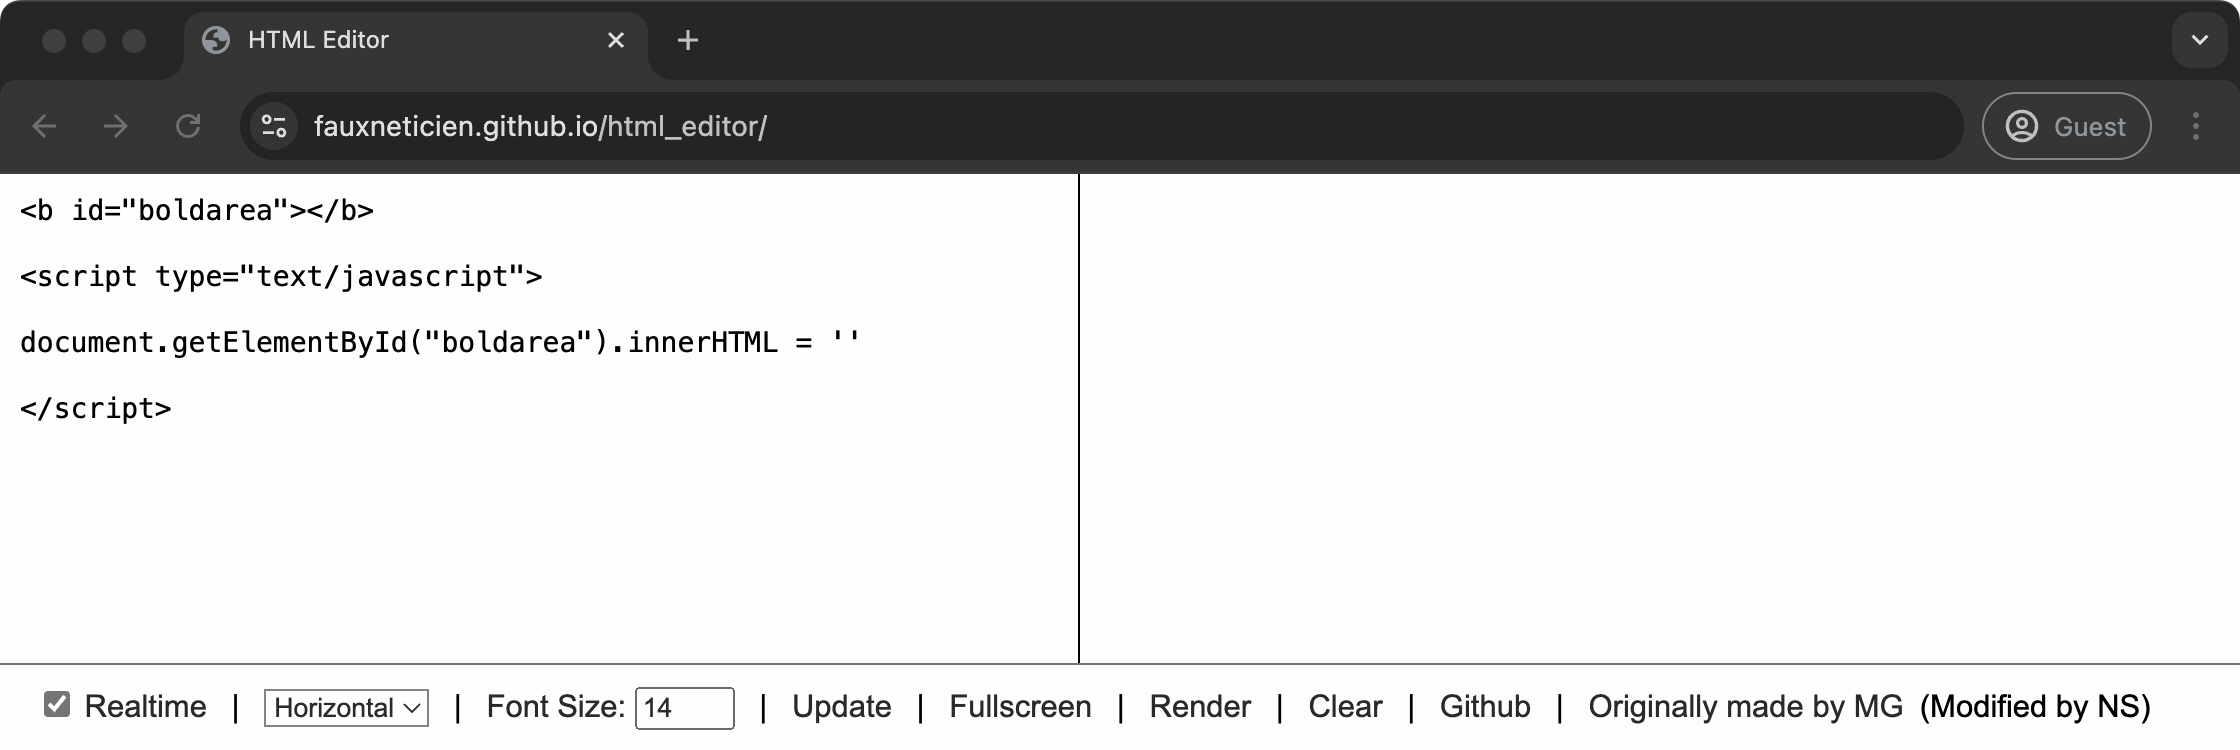 HTML Editor
fauxneticien.github.io/html_editor/
Guest
<b id="boldarea"></b>
<script type="text/javascript">
document.getElementById("boldarea").innerHTML = ''
</script>
Realtime | Horizontal | Font Size: 14 | Update | Fullscreen | Render | Clear | Github | Originally made by MG (Modified by NS)